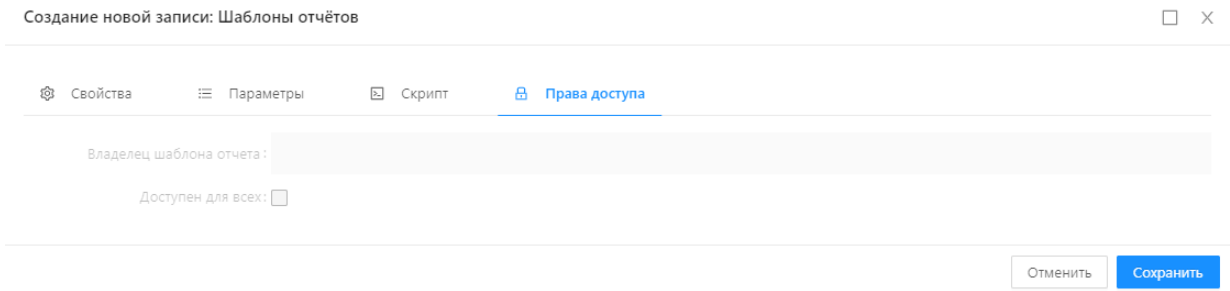 Создание новой записи: Шаблоны отчётов
Свойства Параметры Скрипт Права доступа
Владелец шаблона отчета:
Доступен для всех:
Отменить Сохранить